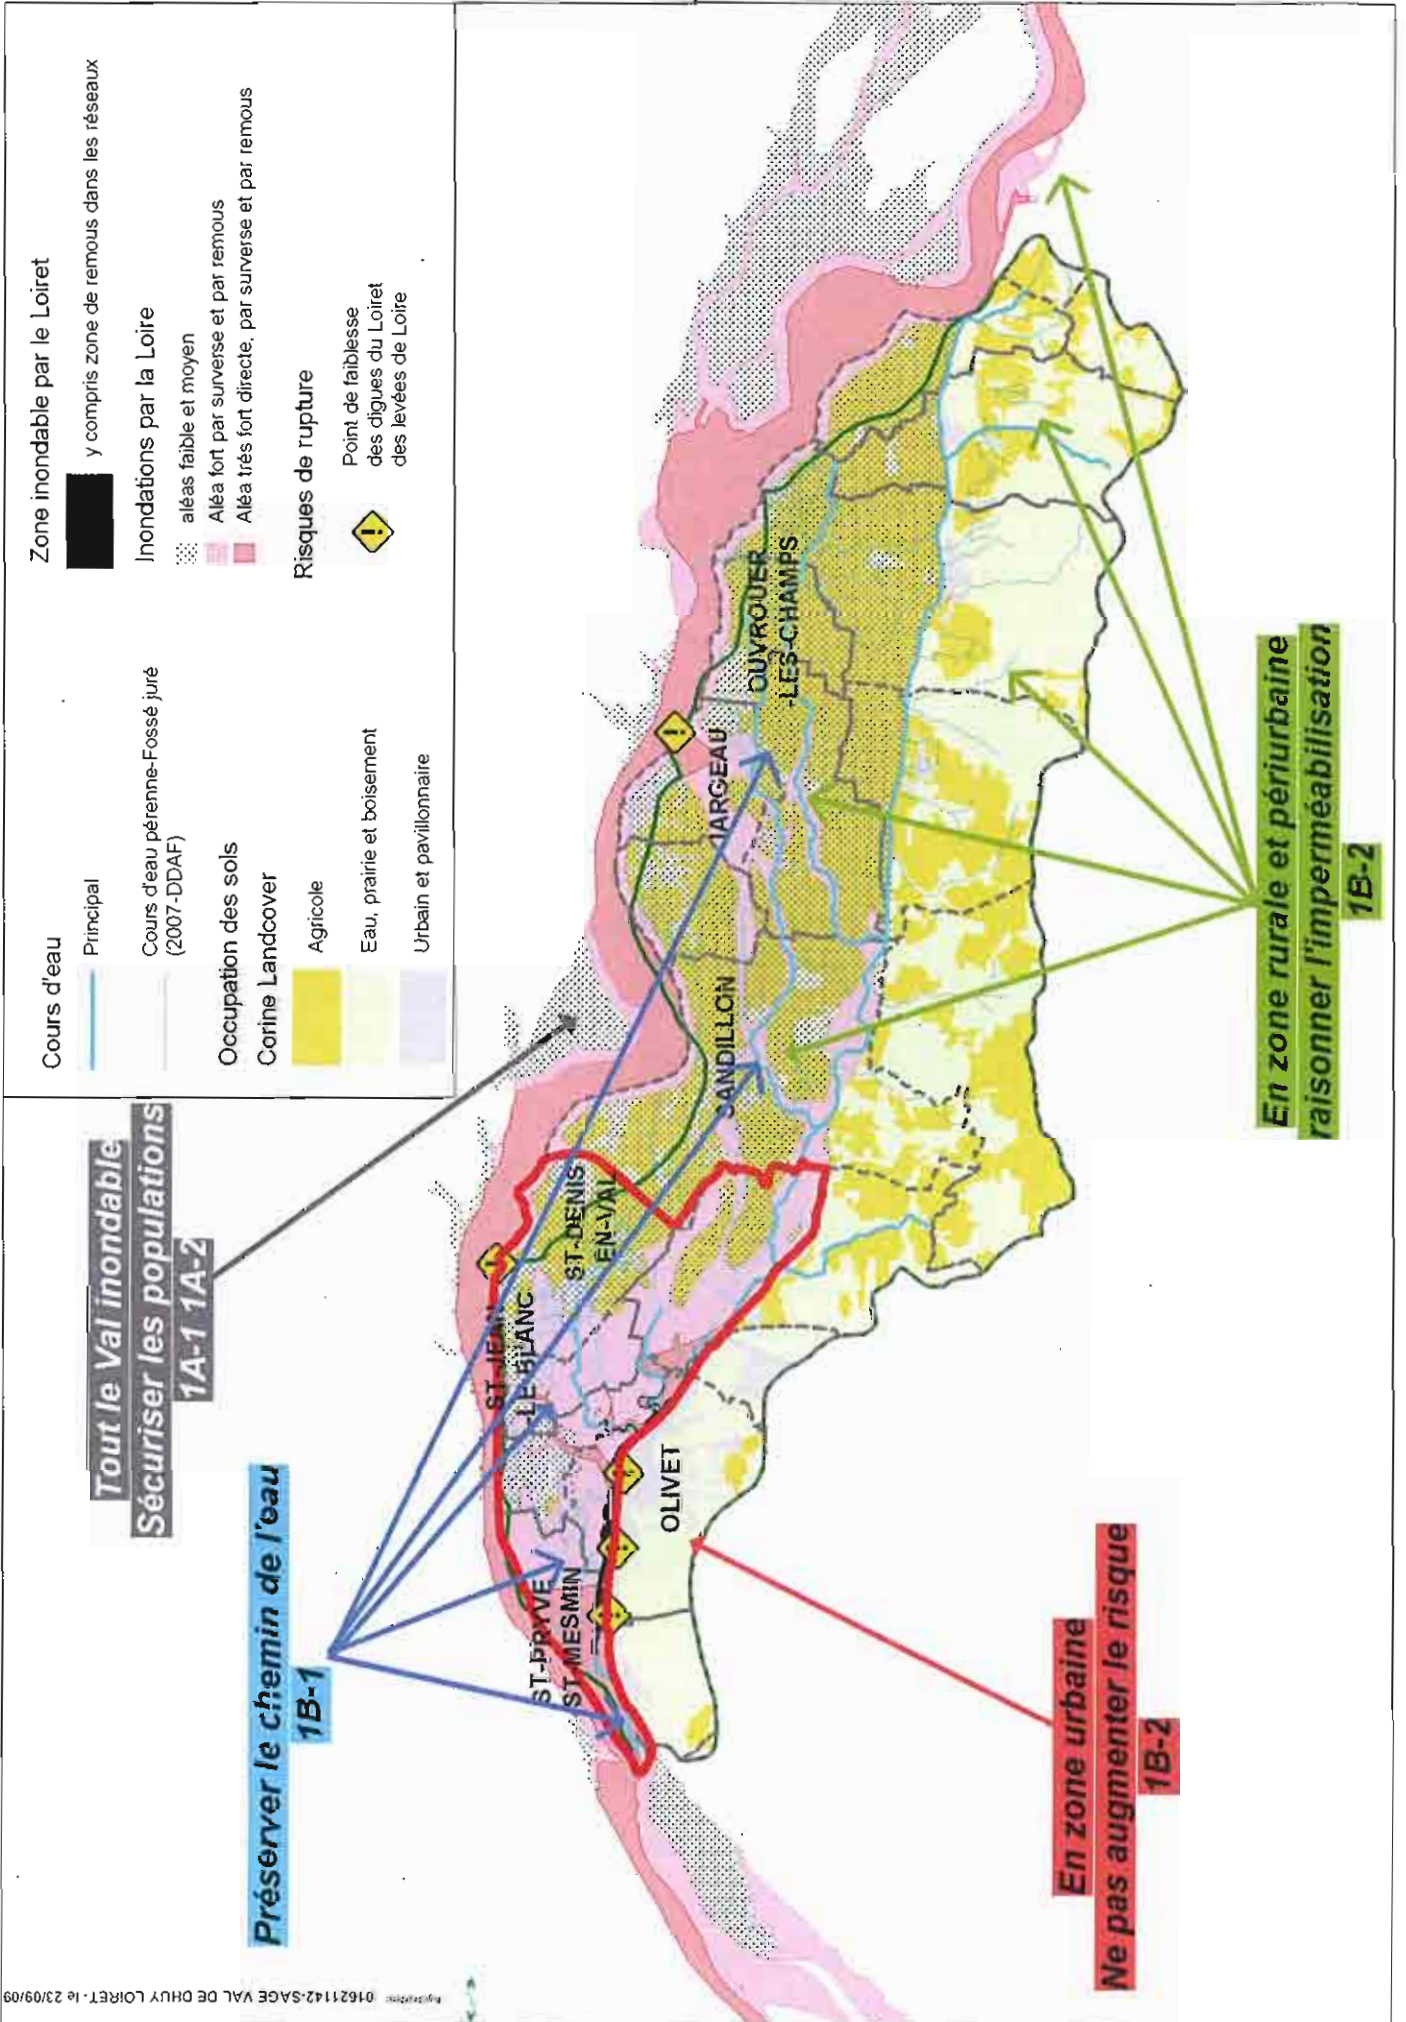 Tout le Val inondable
Sécuriser les populations
1A-1 1A-2
Préserver le chemin de l'eau
1B-1
Cours d'eau
Principal
Cours d'eau pérenne-Fossé juré
(2007-DDAF)
Occupation des sols
Corine Landcover
Agricole
Eau, prairie et boisement
Urbain et pavillonnaire
Zone inondable par le Loiret
y compris zone de remous dans les réseaux
Inondations par la Loire
aléas faible et moyen
Aléa fort par surverse et par remous
Aléa trés fort directe, par surverse et par remous
Risques de rupture
Point de faiblesse
des digues du Loiret
des levées de Loire
ST-PRYVE
ST-MESMIN
OLIVET
ST-JEAN
-LE BLANC
ST-DENIS
EN-VAL
SANDILLON
JARGEAU
OUVROUER
-LES-CHAMPS
En zone urbaine
Ne pas augmenter le risque
1B-2
En zone rurale et périurbaine
raisonner l'imperméabilisation
1B-2
01621142-SAGE VAL DE DHUY LOIRET - le 23/09/09